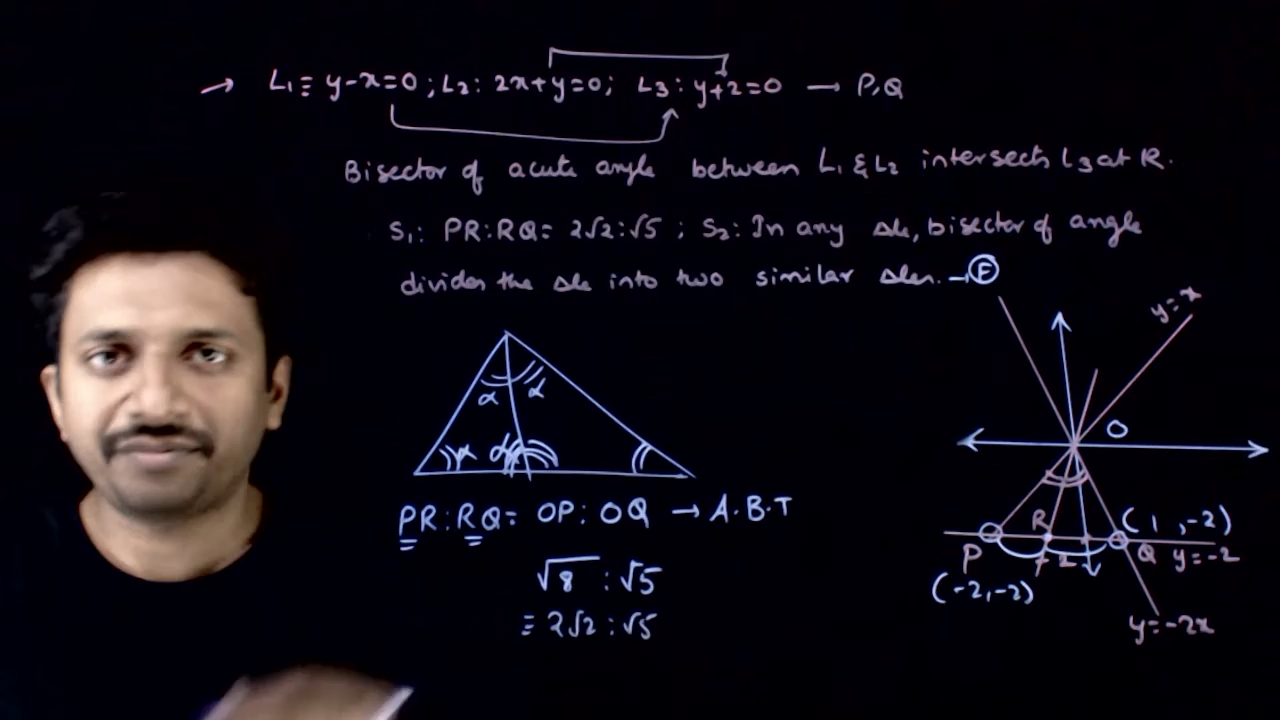 → L₁ ≡ y-x=0 ; L₂ : 2x+y=0 ; L₃ : y+2=0 → P,Q
Bisector of acute angle between L₁ & L₂ intersects L₃ at R.
S₁: PR:RQ = 2√2:√5 ; S₂: In any Δle, bisector of angle
divides the Δle into two similar Δles. → F
α α
α α
PR : RQ = OP : OQ → A.B.T
√8 : √5
≡ 2√2 : √5
y=x
O
R
(1,-2)
P
-2
Q y=-2
(-2,-2)
y=-2x